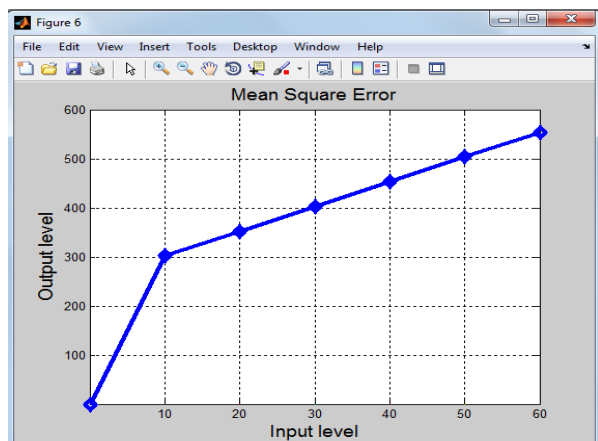 Figure 6
File Edit View Insert Tools Desktop Window Help
Mean Square Error
600
500
400
300
200
100
Output level
10 20 30 40 50 60
Input level